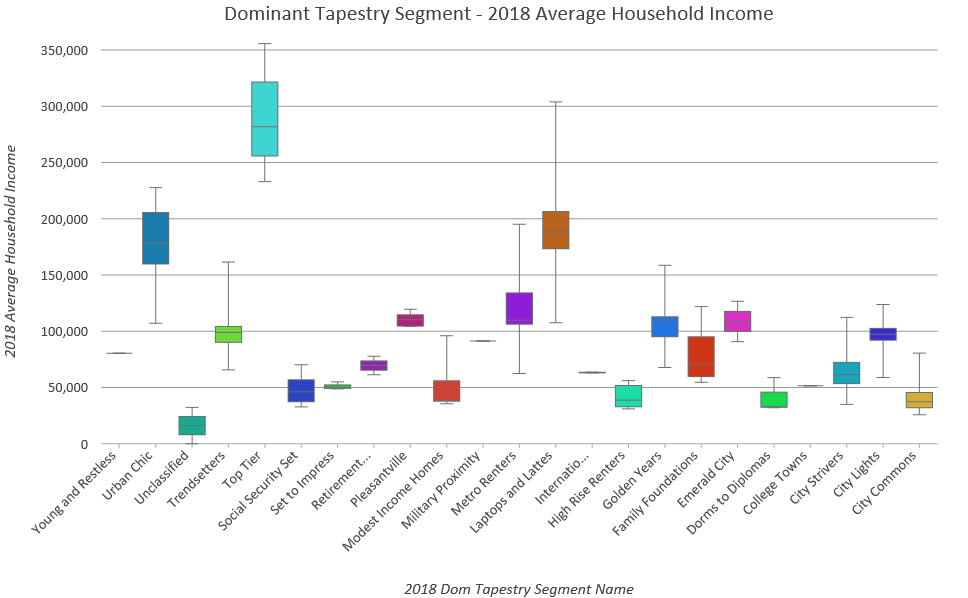 Dominant Tapestry Segment - 2018 Average Household Income
2018 Average Household Income
350,000
300,000
250,000
200,000
150,000
100,000
50,000
0
Young and Restless
Urban Chic
Unclassified
Trendsetters
Top Tier
Social Security Set
Set to Impress
Retirement...
Pleasantville
Modest Income Homes
Military Proximity
Metro Renters
Laptops and Lattes
Internatio...
High Rise Renters
Golden Years
Family Foundations
Emerald City
Dorms to Diplomas
College Towns
City Strivers
City Lights
City Commons
2018 Dom Tapestry Segment Name